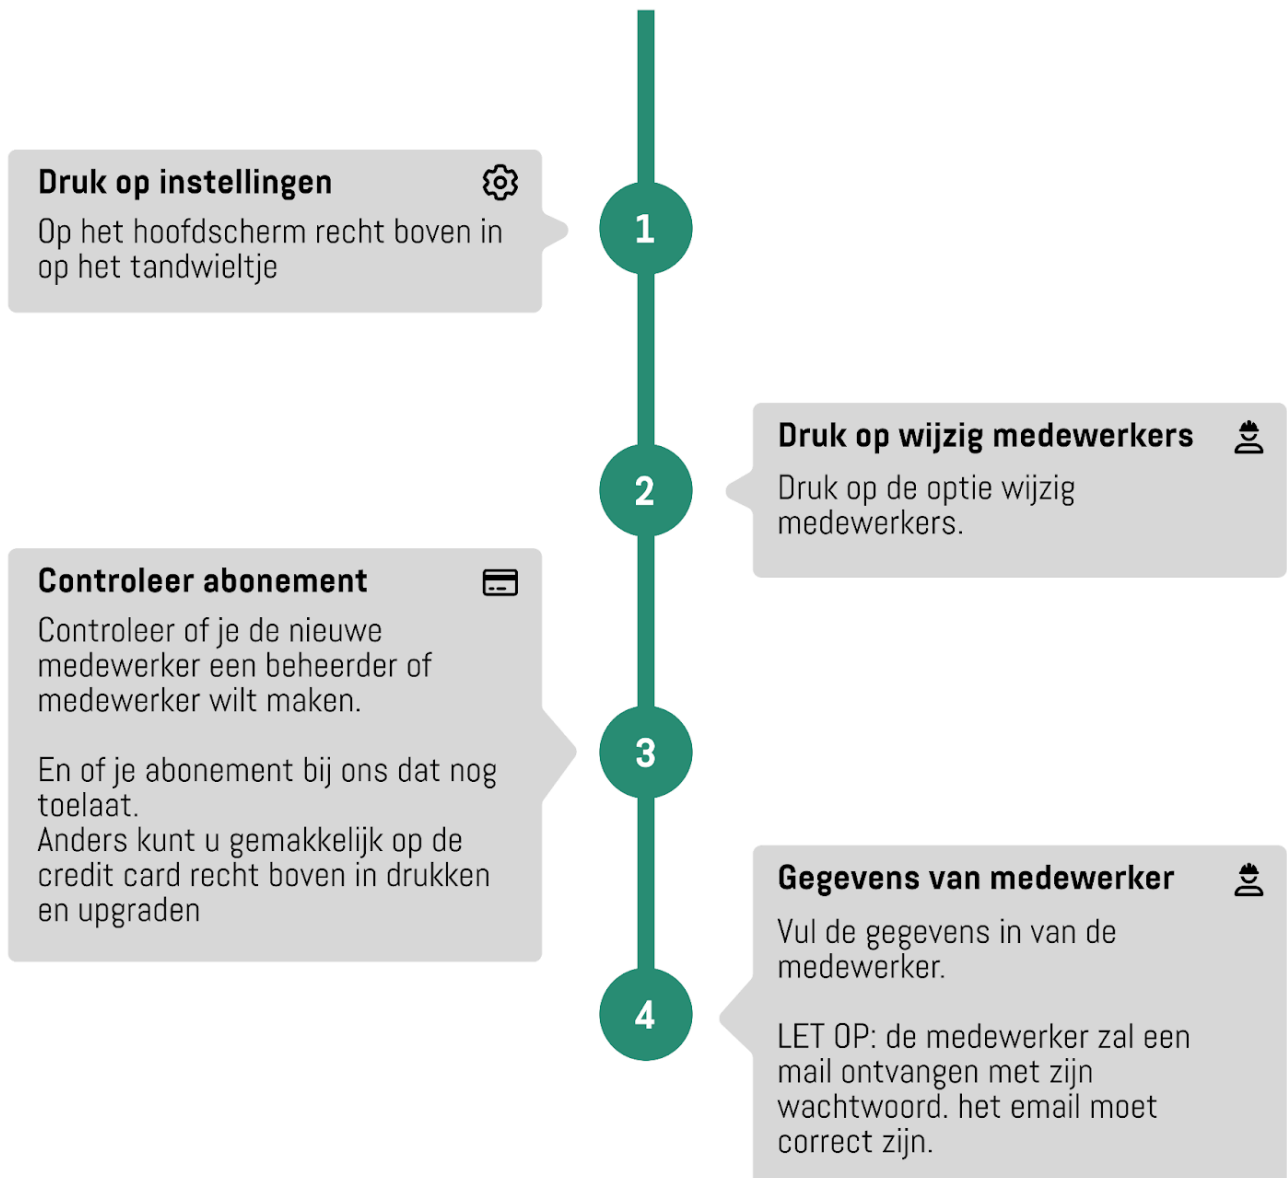 Druk op instellingen
Op het hoofdscherm recht boven in
op het tandwieltje
1
Druk op wijzig medewerkers
Druk op de optie wijzig
medewerkers.
2
Controleer abonement
Controleer of je de nieuwe
medewerker een beheerder of
medewerker wilt maken.
En of je abonement bij ons dat nog
toelaat.
Anders kunt u gemakkelijk op de
credit card recht boven in drukken
en upgraden
3
Gegevens van medewerker
Vul de gegevens in van de
medewerker.
LET OP: de medewerker zal een
mail ontvangen met zijn
wachtwoord. het email moet
correct zijn.
4